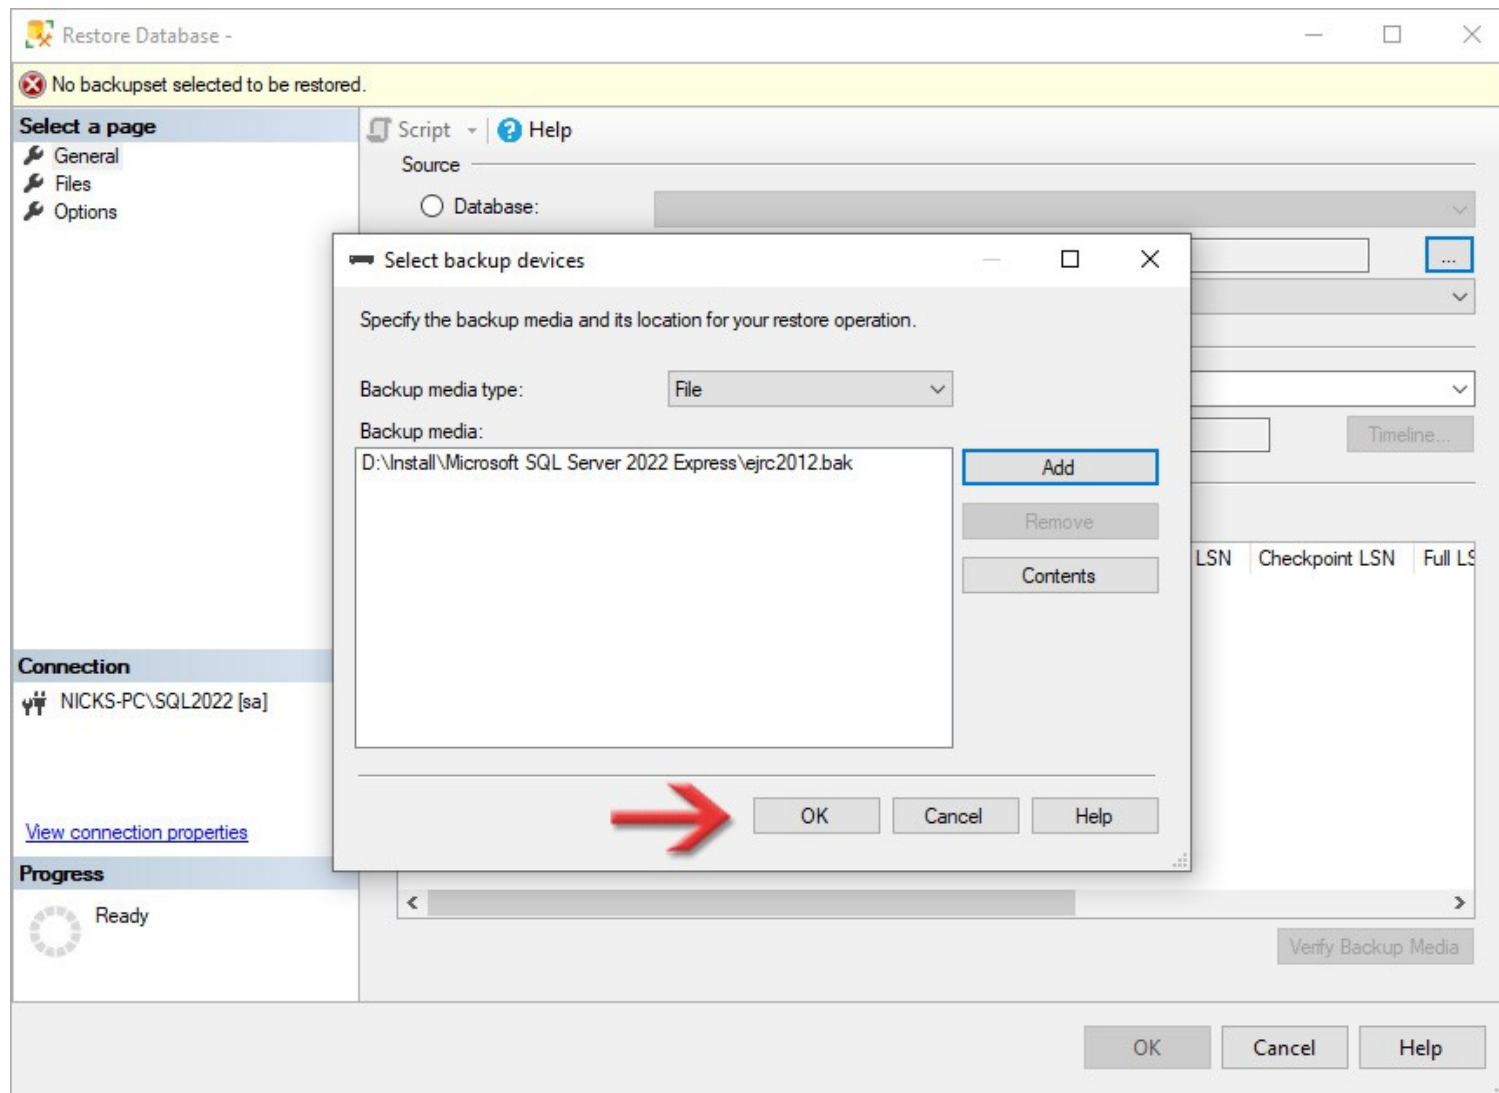 Restore Database -
No backupset selected to be restored.
Select a page
General
Files
Options
Script
Help
Source
Database:
...
Select backup devices
Specify the backup media and its location for your restore operation.
Backup media type:
File
Backup media:
D:\Install\Microsoft SQL Server 2022 Express\ejrc2012.bak
Add
Remove
Contents
OK
Cancel
Help
Timeline...
LSN
Checkpoint LSN
Full LS
Connection
NICKS-PC\SQL2022 [sa]
View connection properties
Progress
Ready
Verify Backup Media
OK
Cancel
Help